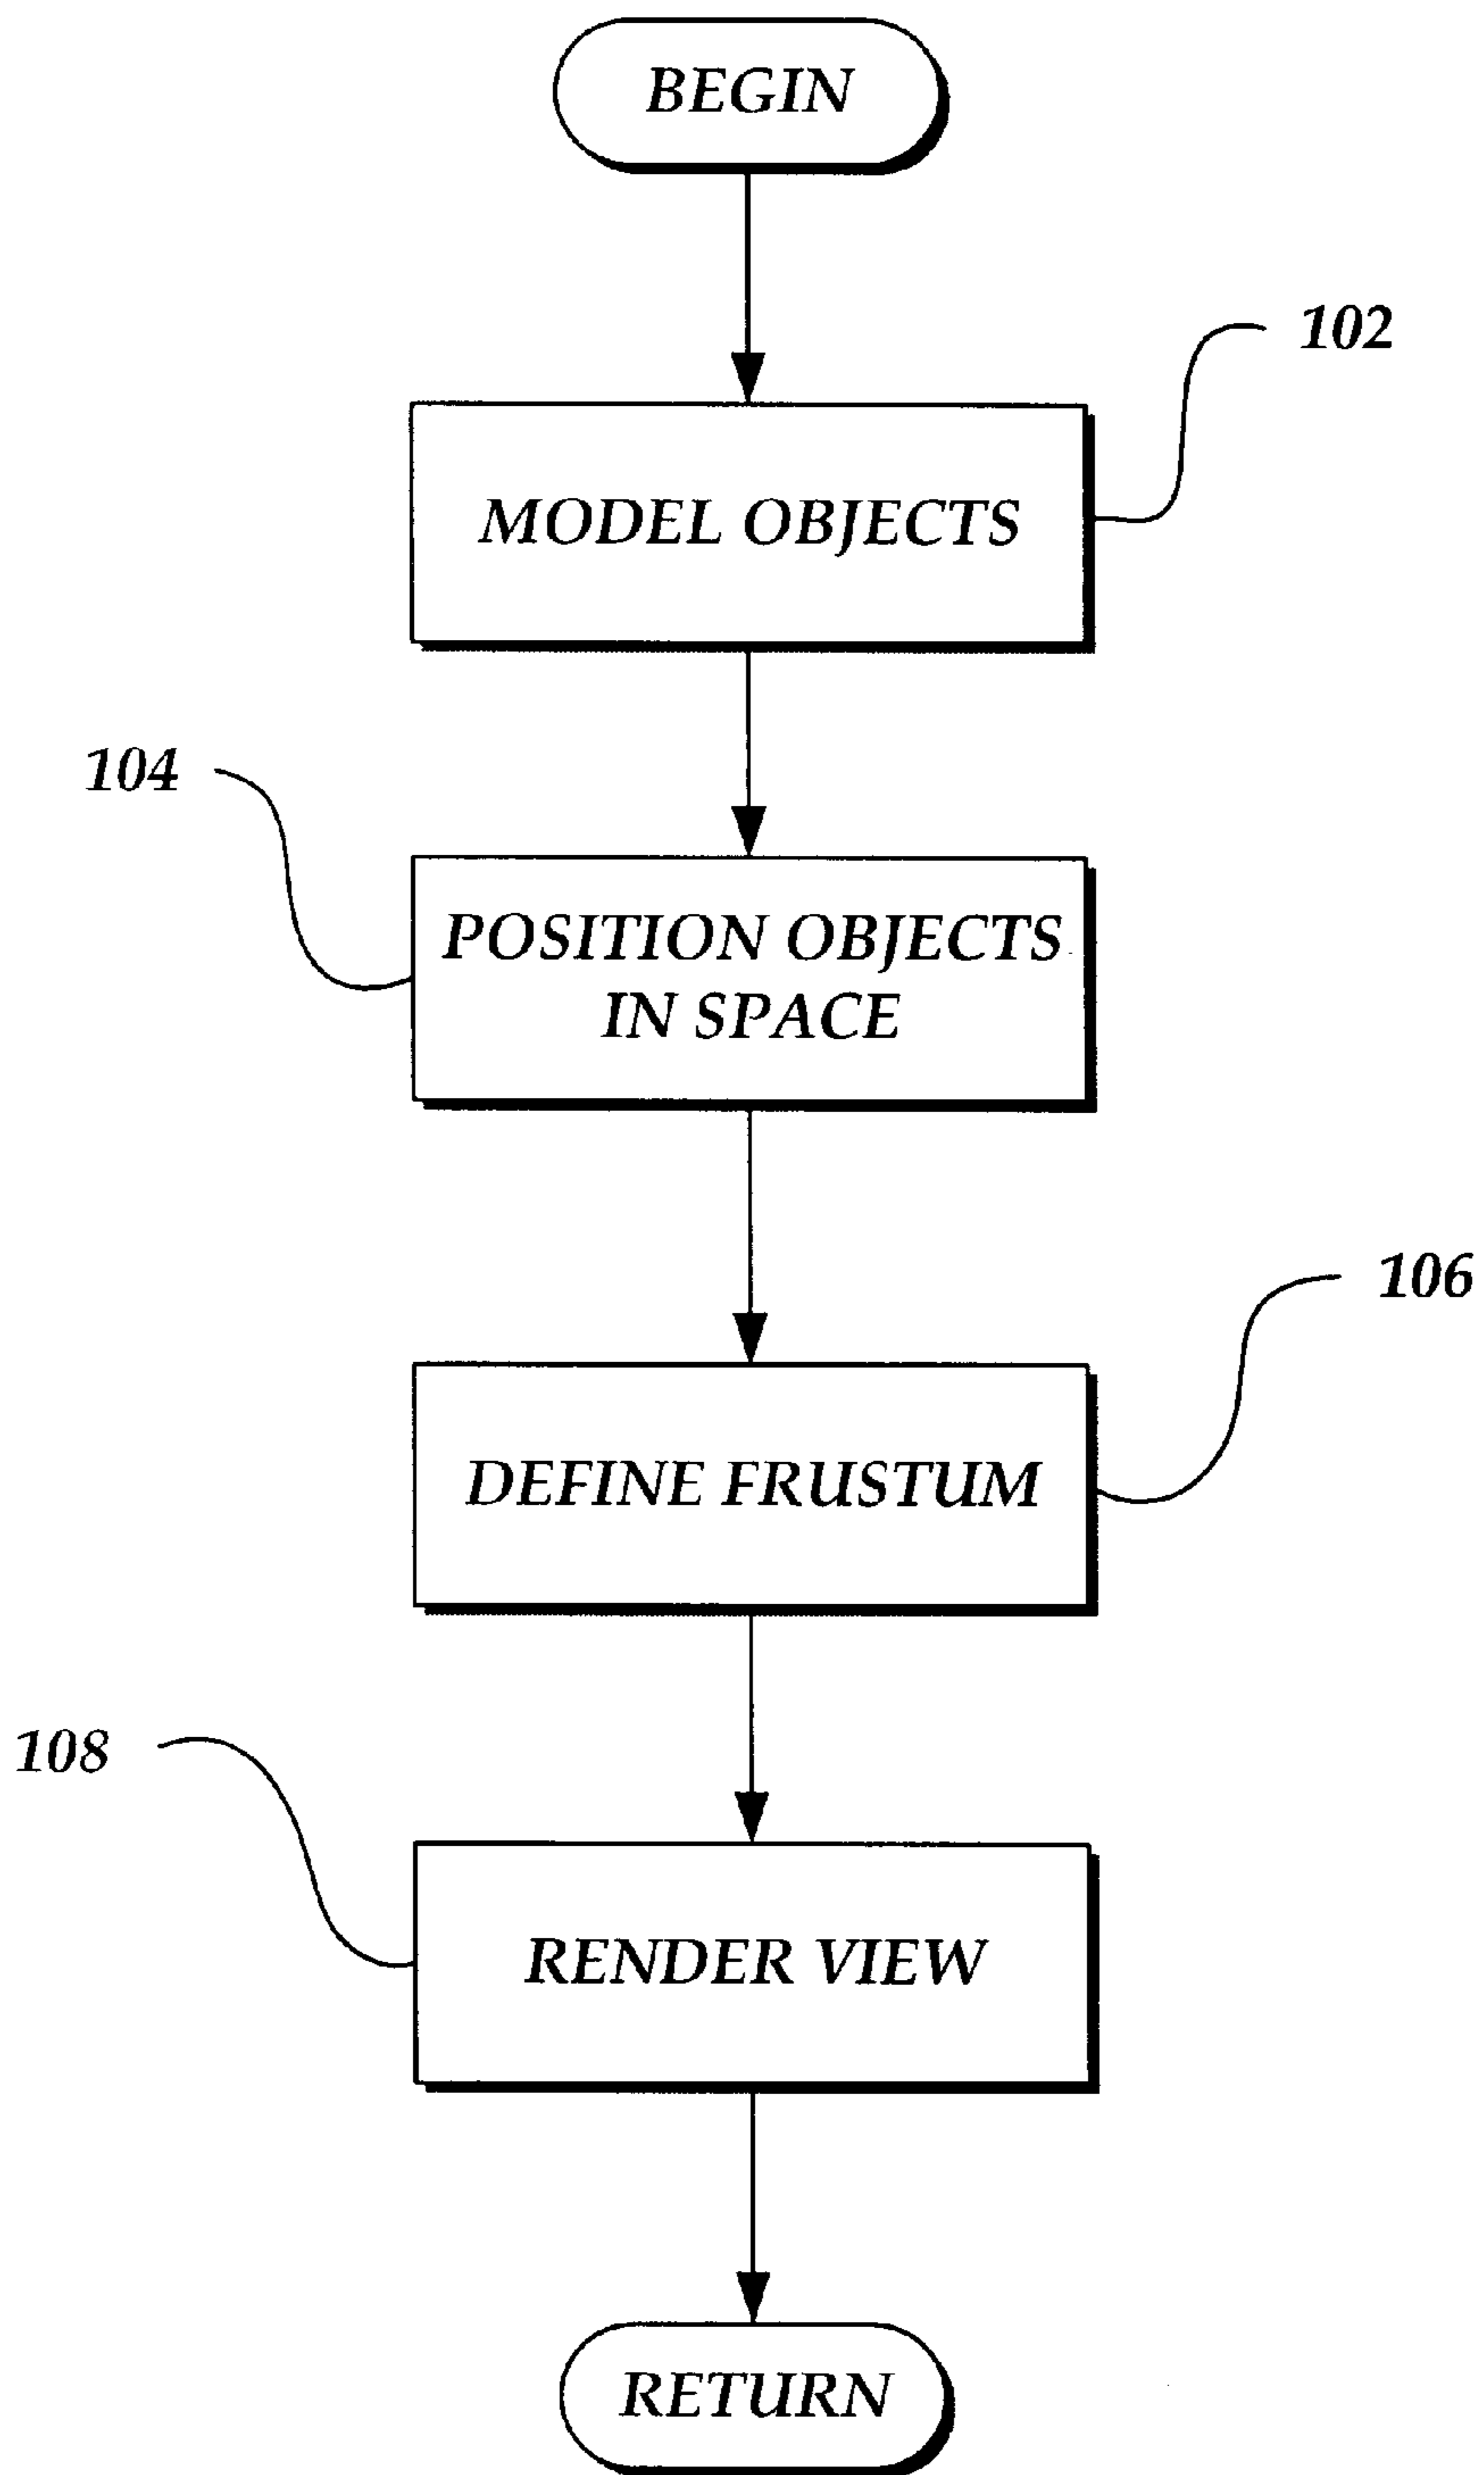 BEGIN
102
MODEL OBJECTS
104
POSITION OBJECTS
IN SPACE
106
DEFINE FRUSTUM
108
RENDER VIEW
RETURN